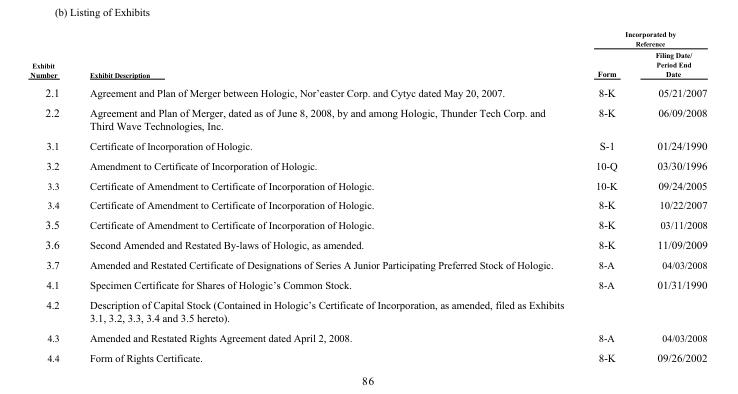 (b) Listing of Exhibits
Incorporated by
Reference
Exhibit
Number
Exhibit Description
Form
Filing Date/
Period End
Date
2.1 Agreement and Plan of Merger between Hologic, Nor’easter Corp. and Cytyc dated May 20, 2007. 8-K 05/21/2007
2.2 Agreement and Plan of Merger, dated as of June 8, 2008, by and among Hologic, Thunder Tech Corp. and 8-K 06/09/2008
Third Wave Technologies, Inc.
3.1 Certificate of Incorporation of Hologic. S-1 01/24/1990
3.2 Amendment to Certificate of Incorporation of Hologic. 10-Q 03/30/1996
3.3 Certificate of Amendment to Certificate of Incorporation of Hologic. 10-K 09/24/2005
3.4 Certificate of Amendment to Certificate of Incorporation of Hologic. 8-K 10/22/2007
3.5 Certificate of Amendment to Certificate of Incorporation of Hologic. 8-K 03/11/2008
3.6 Second Amended and Restated By-laws of Hologic, as amended. 8-K 11/09/2009
3.7 Amended and Restated Certificate of Designations of Series A Junior Participating Preferred Stock of Hologic. 8-A 04/03/2008
4.1 Specimen Certificate for Shares of Hologic’s Common Stock. 8-A 01/31/1990
4.2 Description of Capital Stock (Contained in Hologic’s Certificate of Incorporation, as amended, filed as Exhibits
3.1, 3.2, 3.3, 3.4 and 3.5 hereto).
4.3 Amended and Restated Rights Agreement dated April 2, 2008. 8-A 04/03/2008
4.4 Form of Rights Certificate. 8-K 09/26/2002
86